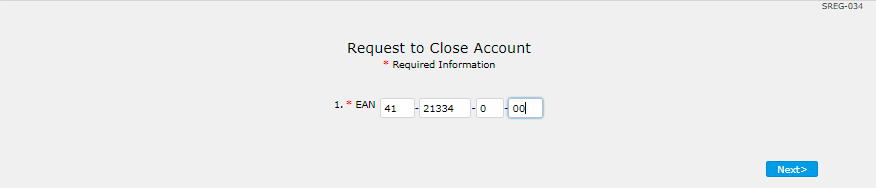 SREG-034
Request to Close Account
* Required Information
1. * EAN 41 - 21334 - 0 - 00
Next>